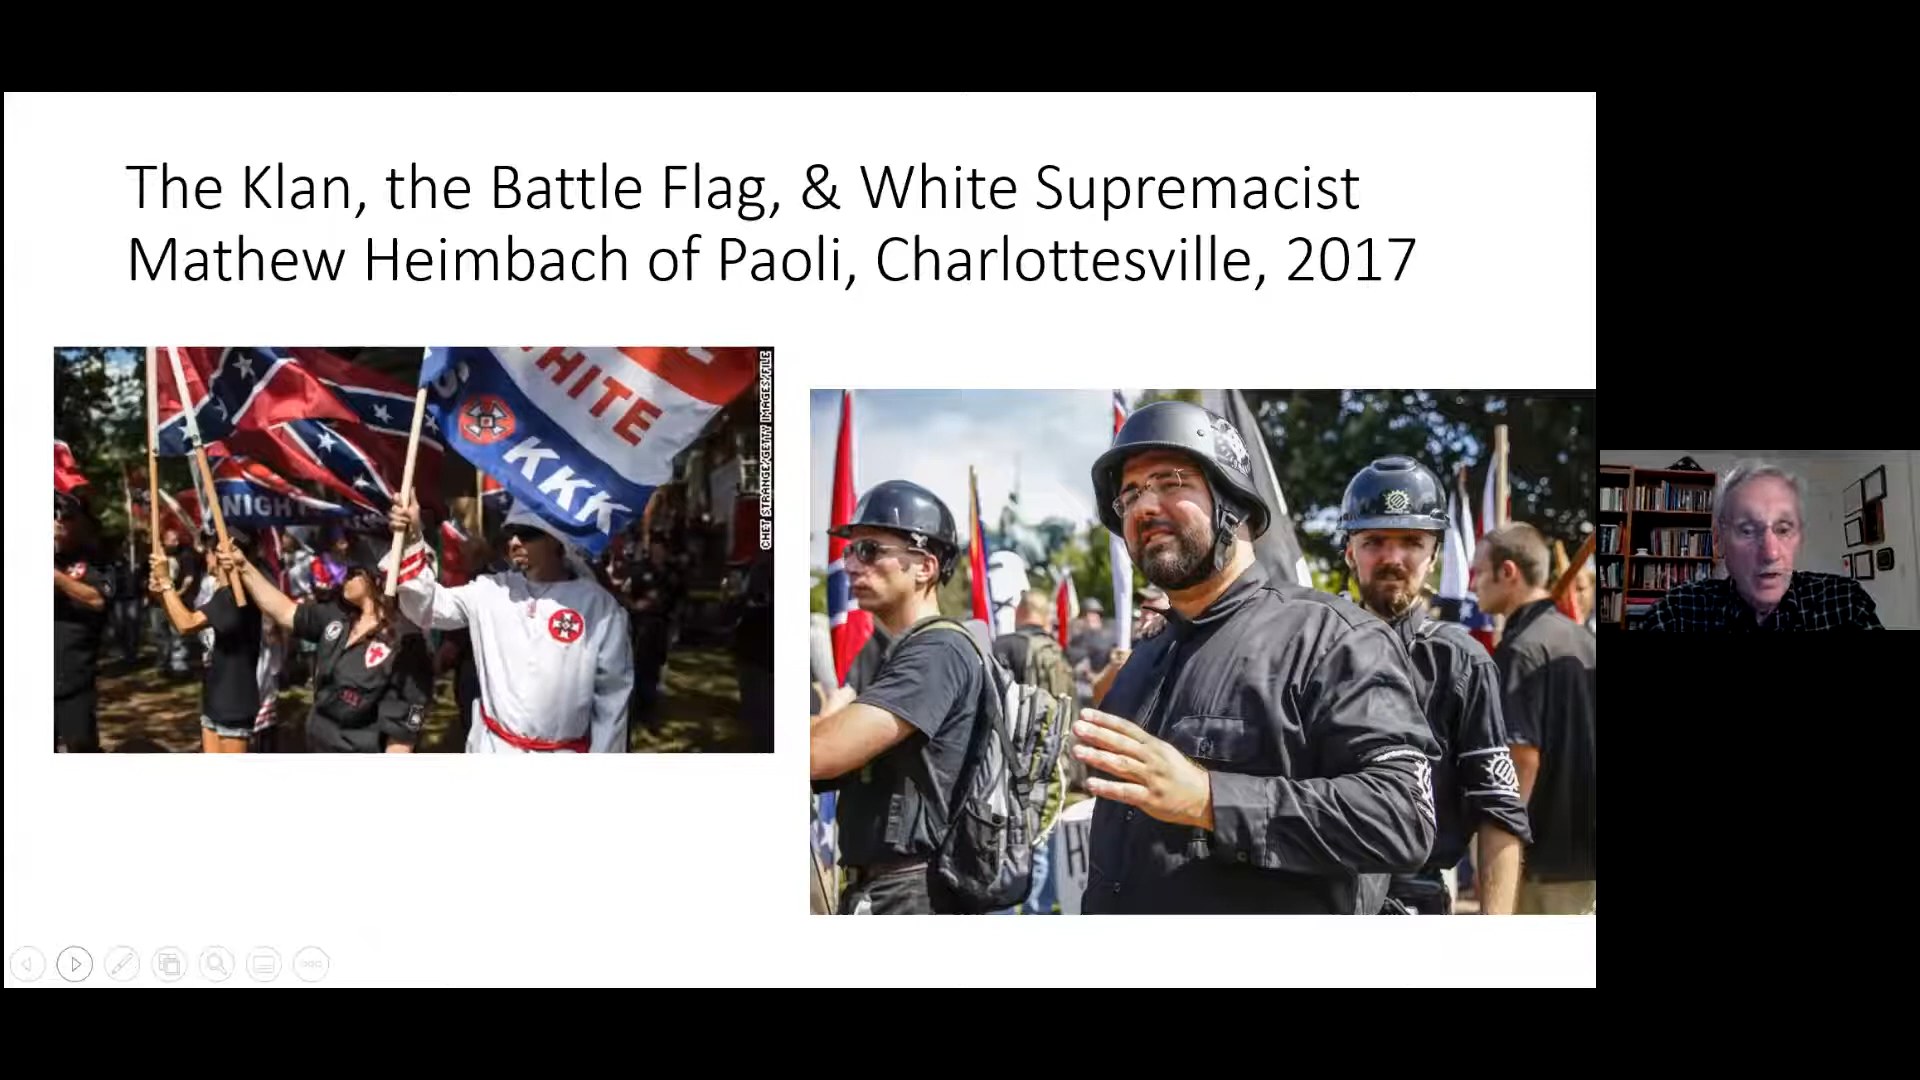 The Klan, the Battle Flag, & White Supremacist
Mathew Heimbach of Paoli, Charlottesville, 2017
WHITE
KKK
NIGHT
CHET STRANGE/GETTY IMAGES/FILE